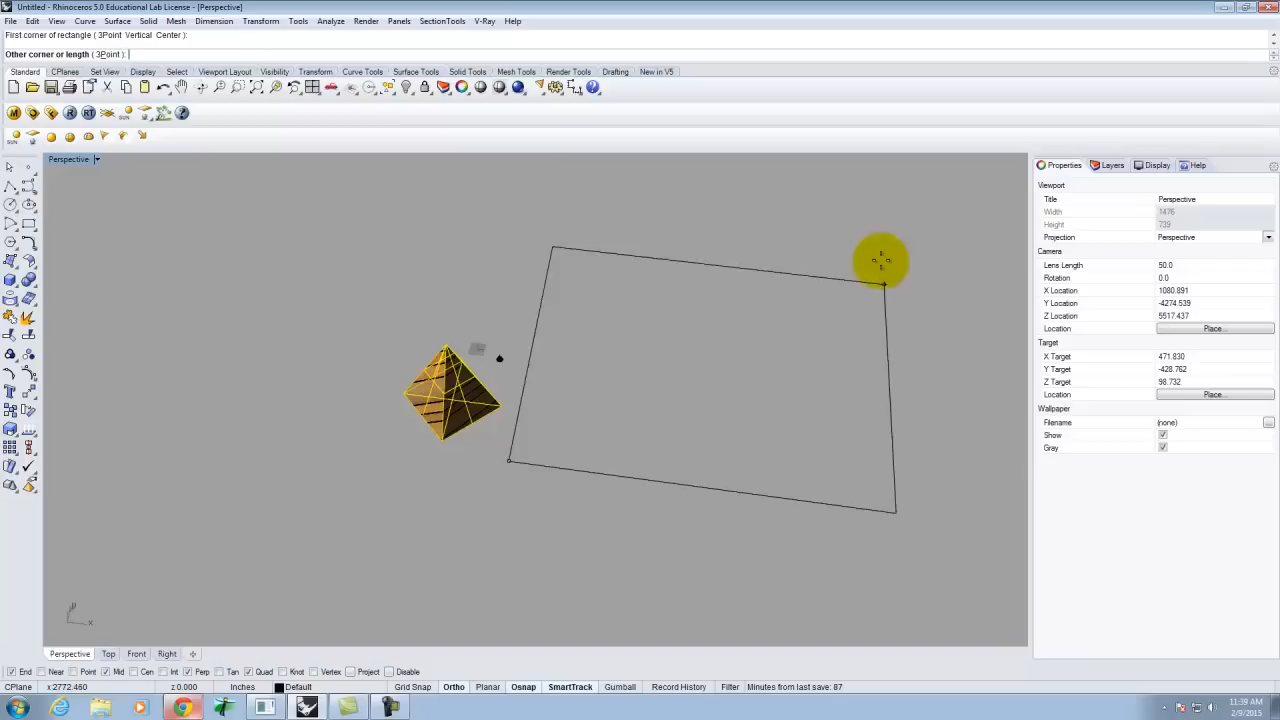 Untitled - Rhinoceros 5.0 Educational Lab License - [Perspective]
File Edit View Curve Surface Solid Mesh Dimension Transform Tools Analyze Render Panels SectionTools V-Ray Help
First corner of rectangle ( 3Point Vertical Center ):
Other corner or length ( 3Point ):
Standard CPlanes Set View Display Select Viewport Layout Visibility Transform Curve Tools Surface Tools Solid Tools Mesh Tools Render Tools Drafting New in V5
M R RT SUN
SUN
Perspective
Properties Layers Display Help
Viewport
Title Perspective
Width 1476
Height 739
Projection Perspective
Camera
Lens Length 50.0
Rotation 0.0
X Location 1080.891
Y Location -4274.539
Z Location 5517.437
Location Place...
Target
X Target 471.830
Y Target -428.762
Z Target 98.732
Location Place...
Wallpaper
Filename (none)
Show
Gray
x
Perspective Top Front Right
End Near Point Mid Cen Int Perp Tan Quad Knot Vertex Project Disable
CPlane x 2772.460 z 0.000 Inches Default Grid Snap Ortho Planar Osnap SmartTrack Gumball Record History Filter Minutes from last save: 87
11:39 AM
2/9/2015